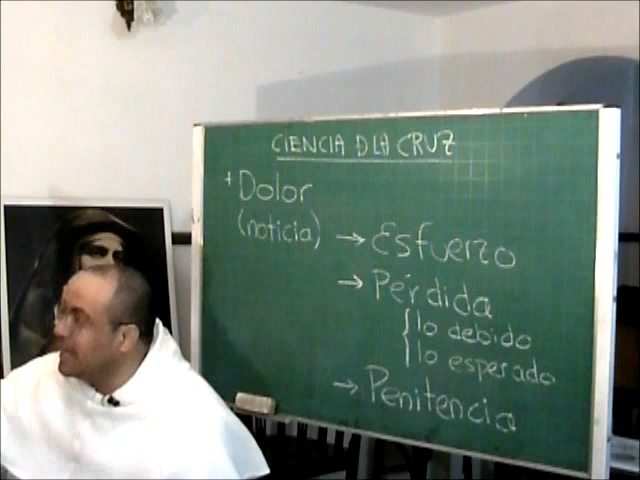 CIENCIA D LA CRUZ
+ Dolor
(noticia) → Esfuerzo
→ Pérdida
{ lo debido
lo esperado
→ Penitencia